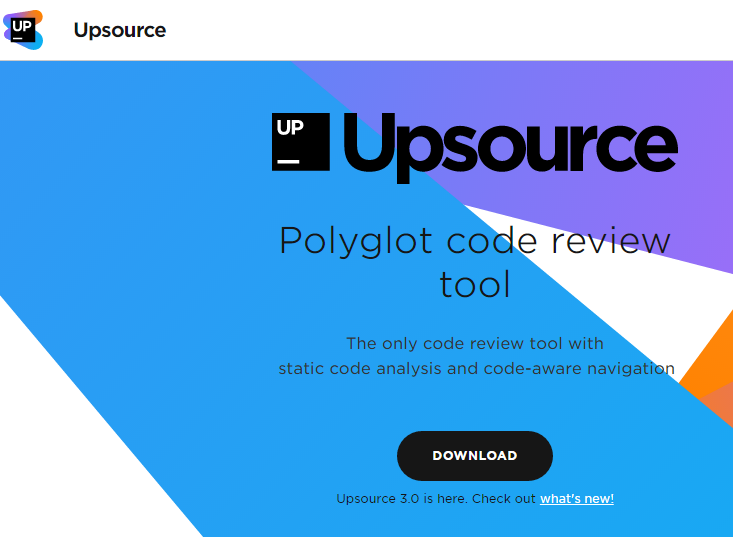 UP
Upsource
UP
Upsource
Polyglot code review
tool
The only code review tool with
static code analysis and code-aware navigation
DOWNLOAD
Upsource 3.0 is here. Check out what's new!